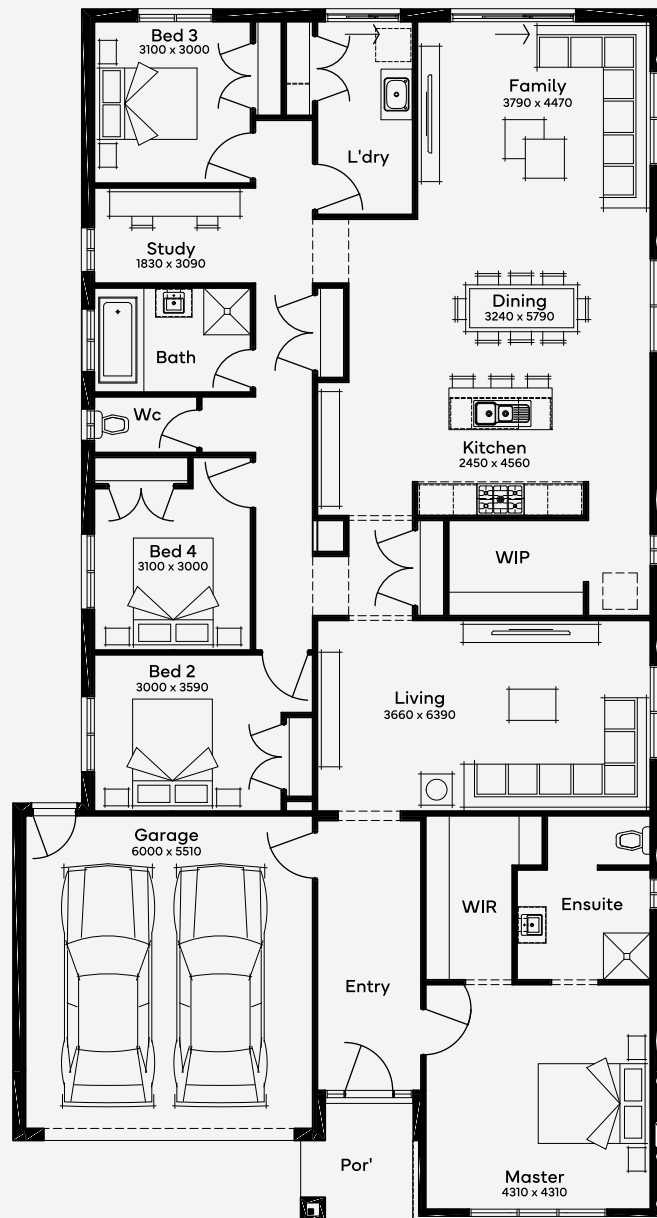 Bed 3
3100 x 3000
Family
3790 x 4470
L'dry
Study
1830 x 3090
Dining
3240 x 5790
Bath
Wc
Kitchen
2450 x 4560
Bed 4
3100 x 3000
WIP
Bed 2
3000 x 3590
Living
3660 x 6390
Garage
6000 x 5510
WIR
Ensuite
Entry
Por'
Master
4310 x 4310